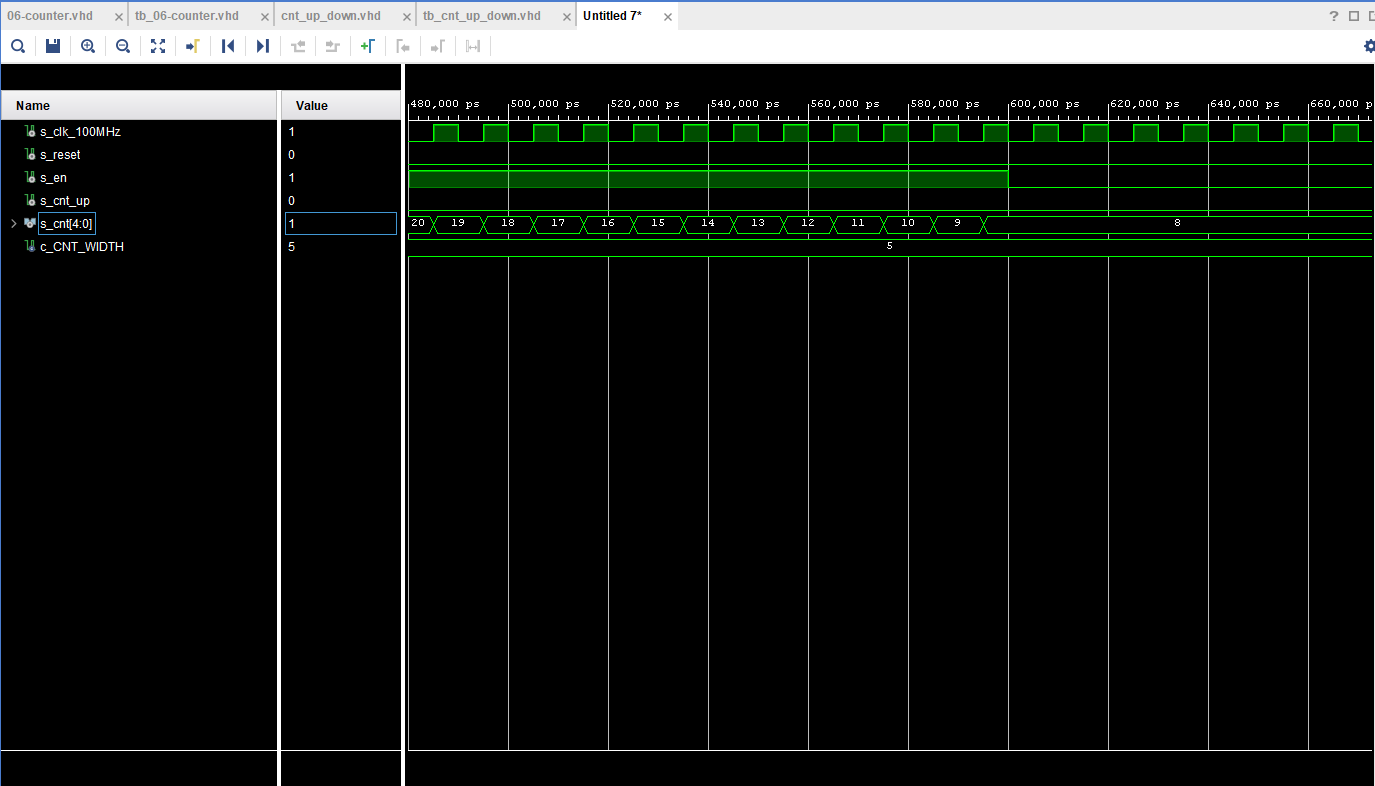 06-counter.vhd × tb_06-counter.vhd × cnt_up_down.vhd × tb_cnt_up_down.vhd × Untitled 7* × ?
Name Value
480,000 ps 500,000 ps 520,000 ps 540,000 ps 560,000 ps 580,000 ps 600,000 ps 620,000 ps 640,000 ps 660,000 p
s_clk_100MHz 1
s_reset 0
s_en 1
s_cnt_up 0
s_cnt[4:0] 1 20 19 18 17 16 15 14 13 12 11 10 9 8
c_CNT_WIDTH 5 5